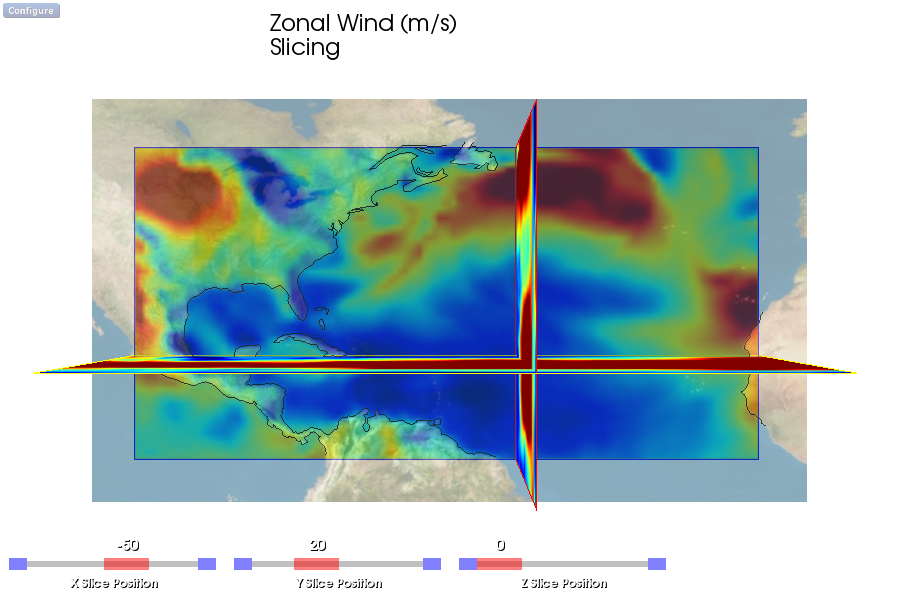 Configure
Zonal Wind (m/s)
Slicing
-50 20 0
X Slice Position Y Slice Position Z Slice Position